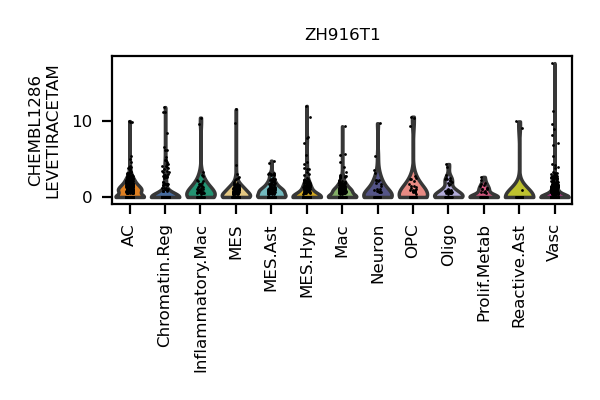 ZH916T1
CHEMBL1286
LEVETIRACETAM
10
0
AC
Chromatin.Reg
Inflammatory.Mac
MES
MES.Ast
MES.Hyp
Mac
Neuron
OPC
Oligo
Prolif.Metab
Reactive.Ast
Vasc